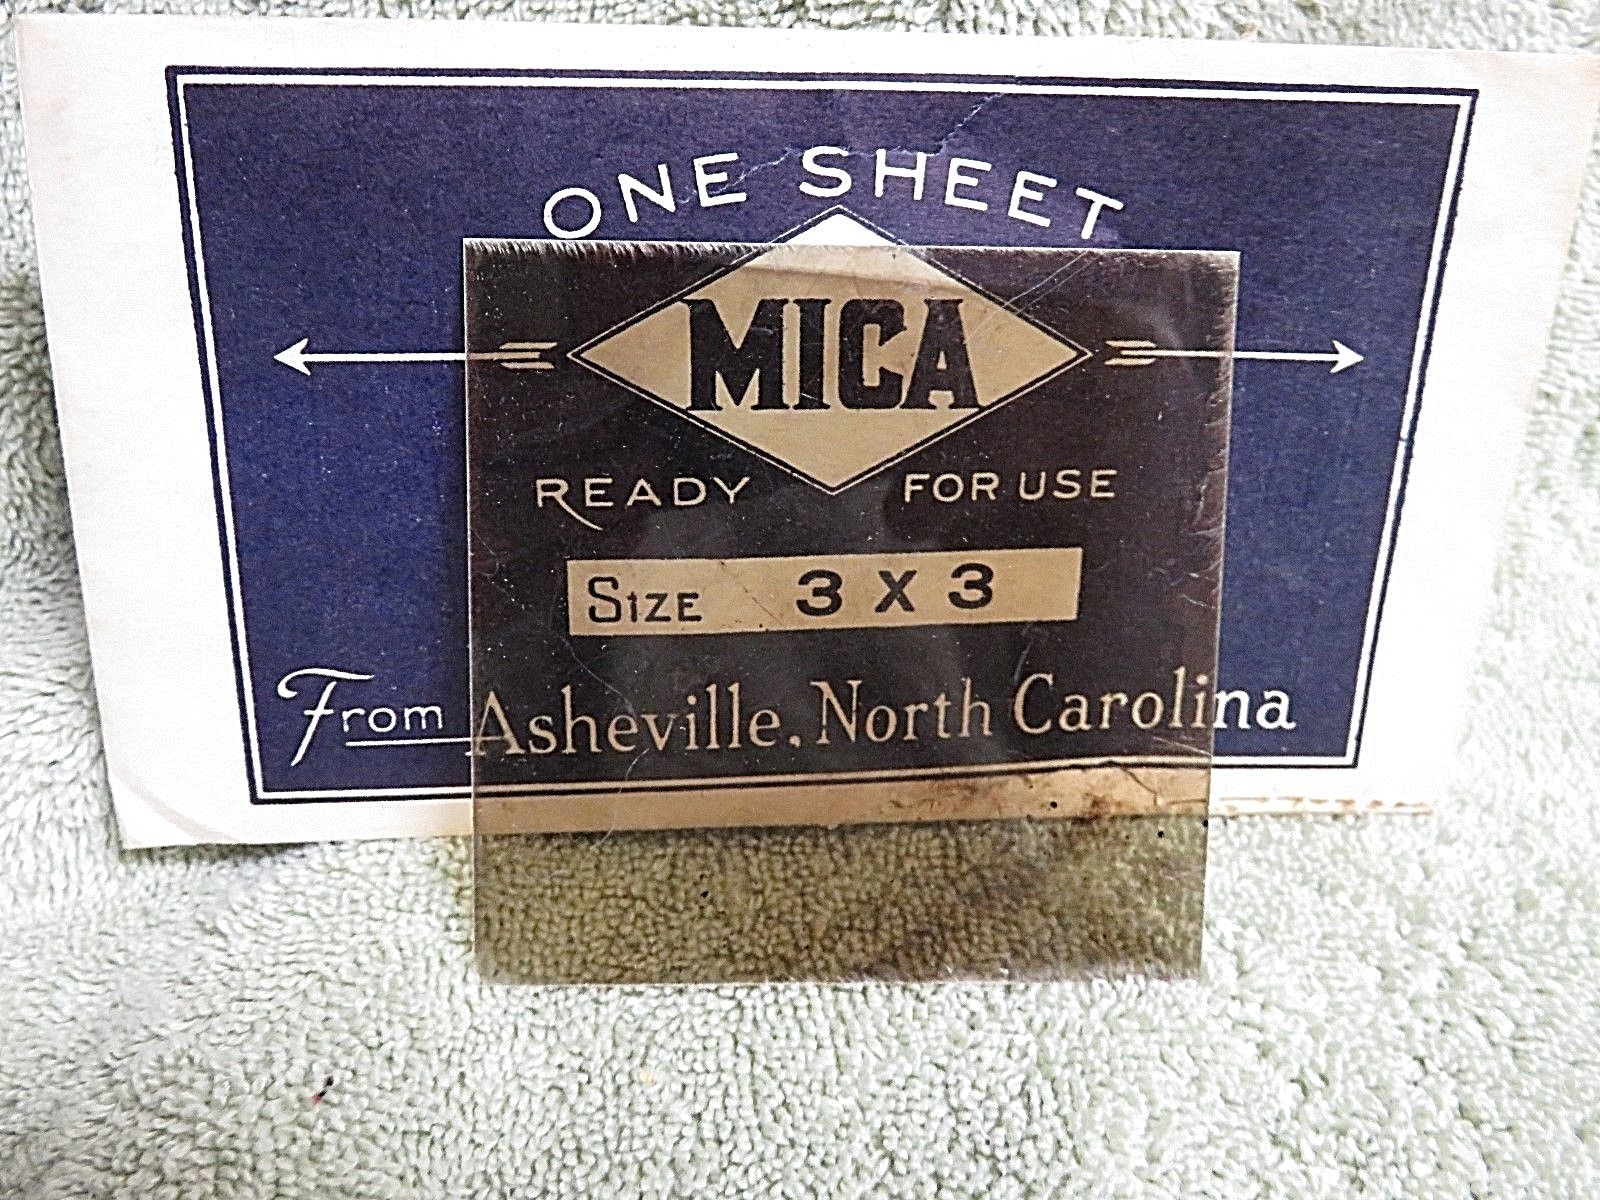 ONE SHEET
MICA
READY FOR USE
SIZE 3 X 3
From Asheville, North Carolina